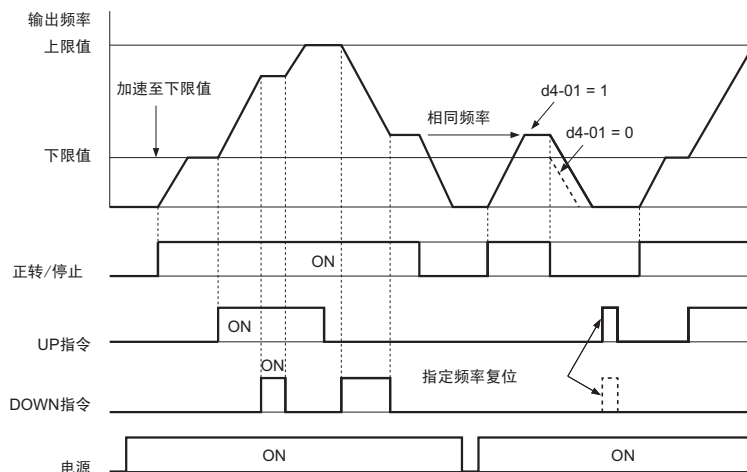 输出频率
上限值
加速至下限值
相同频率
d4-01 = 1
d4-01 = 0
下限值
正转/停止
ON
UP指令
ON
ON
指定频率复位
DOWN指令
电源
ON
ON